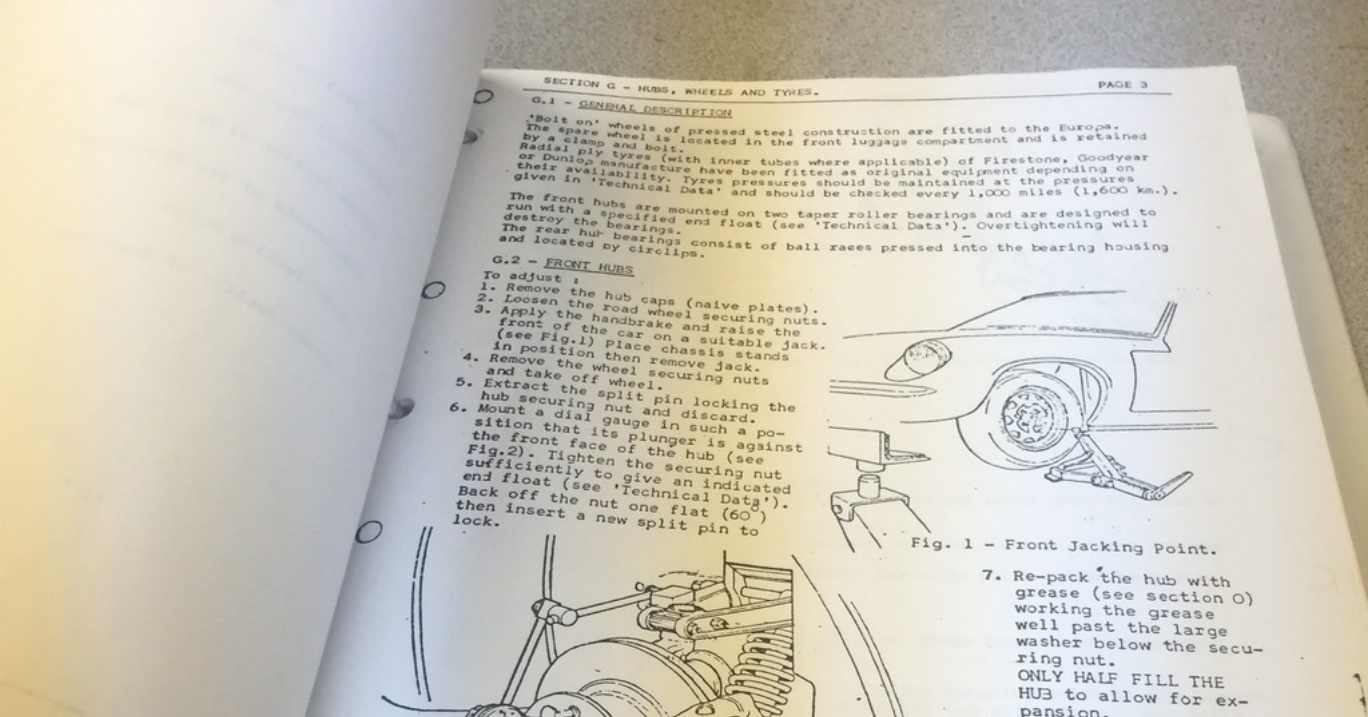 SECTION G - HUBS, WHEELS AND TYRES.
PAGE 3
G.1 - GENERAL DESCRIPTION
'Bolt on' wheels of pressed steel construction are fitted to the Europa.
The spare wheel is located in the front luggage compartment and is retained
by a clamp and bolt.
Radial ply tyres (with inner tubes where applicable) of Firestone, Goodyear
or Dunlop manufacture have been fitted as original equipment depending on
their availability. Tyres pressures should be maintained at the pressures
given in 'Technical Data' and should be checked every 1,000 miles (1,600 km.).
The front hubs are mounted on two taper roller bearings and are designed to
run with a specified end float (see 'Technical Data'). Overtightening will
destroy the bearings.
The rear hub bearings consist of ball races pressed into the bearing housing
and located by circlips.
G.2 - FRONT HUBS
To adjust :
1. Remove the hub caps (naive plates).
2. Loosen the road wheel securing nuts.
3. Apply the handbrake and raise the
front of the car on a suitable jack.
(see Fig.1) Place chassis stands
in position then remove jack.
4. Remove the wheel securing nuts
and take off wheel.
5. Extract the split pin locking the
hub securing nut and discard.
6. Mount a dial gauge in such a po-
sition that its plunger is against
the front face of the hub (see
Fig.2). Tighten the securing nut
sufficiently to give an indicated
end float (see 'Technical Data').
Back off the nut one flat (60°)
then insert a new split pin to
lock.
Fig. 1 - Front Jacking Point.
7. Re-pack the hub with
grease (see section O)
working the grease
well past the large
washer below the secu-
ring nut.
ONLY HALF FILL THE
HUB to allow for ex-
pansion.